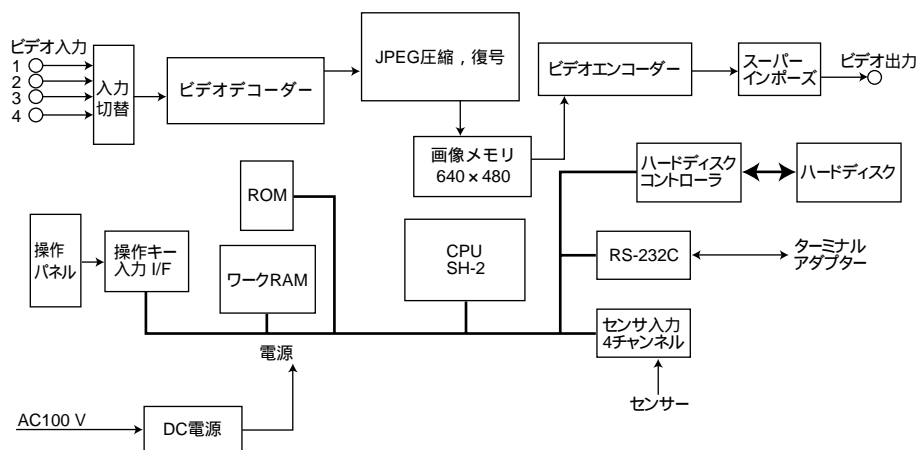 ビデオ入力
1
2
3
4
入力
切替
ビデオデコーダー
JPEG圧縮，復号
ビデオエンコーダー
スーパー
インポーズ
ビデオ出力
画像メモリ
640×480
ROM
ハードディスク
コントローラ
ハードディスク
操作
パネル
操作キー
入力 I/F
ワークRAM
CPU
SH-2
RS-232C
ターミナル
アダプター
センサ入力
4チャンネル
電源
センサー
AC100 V
DC電源